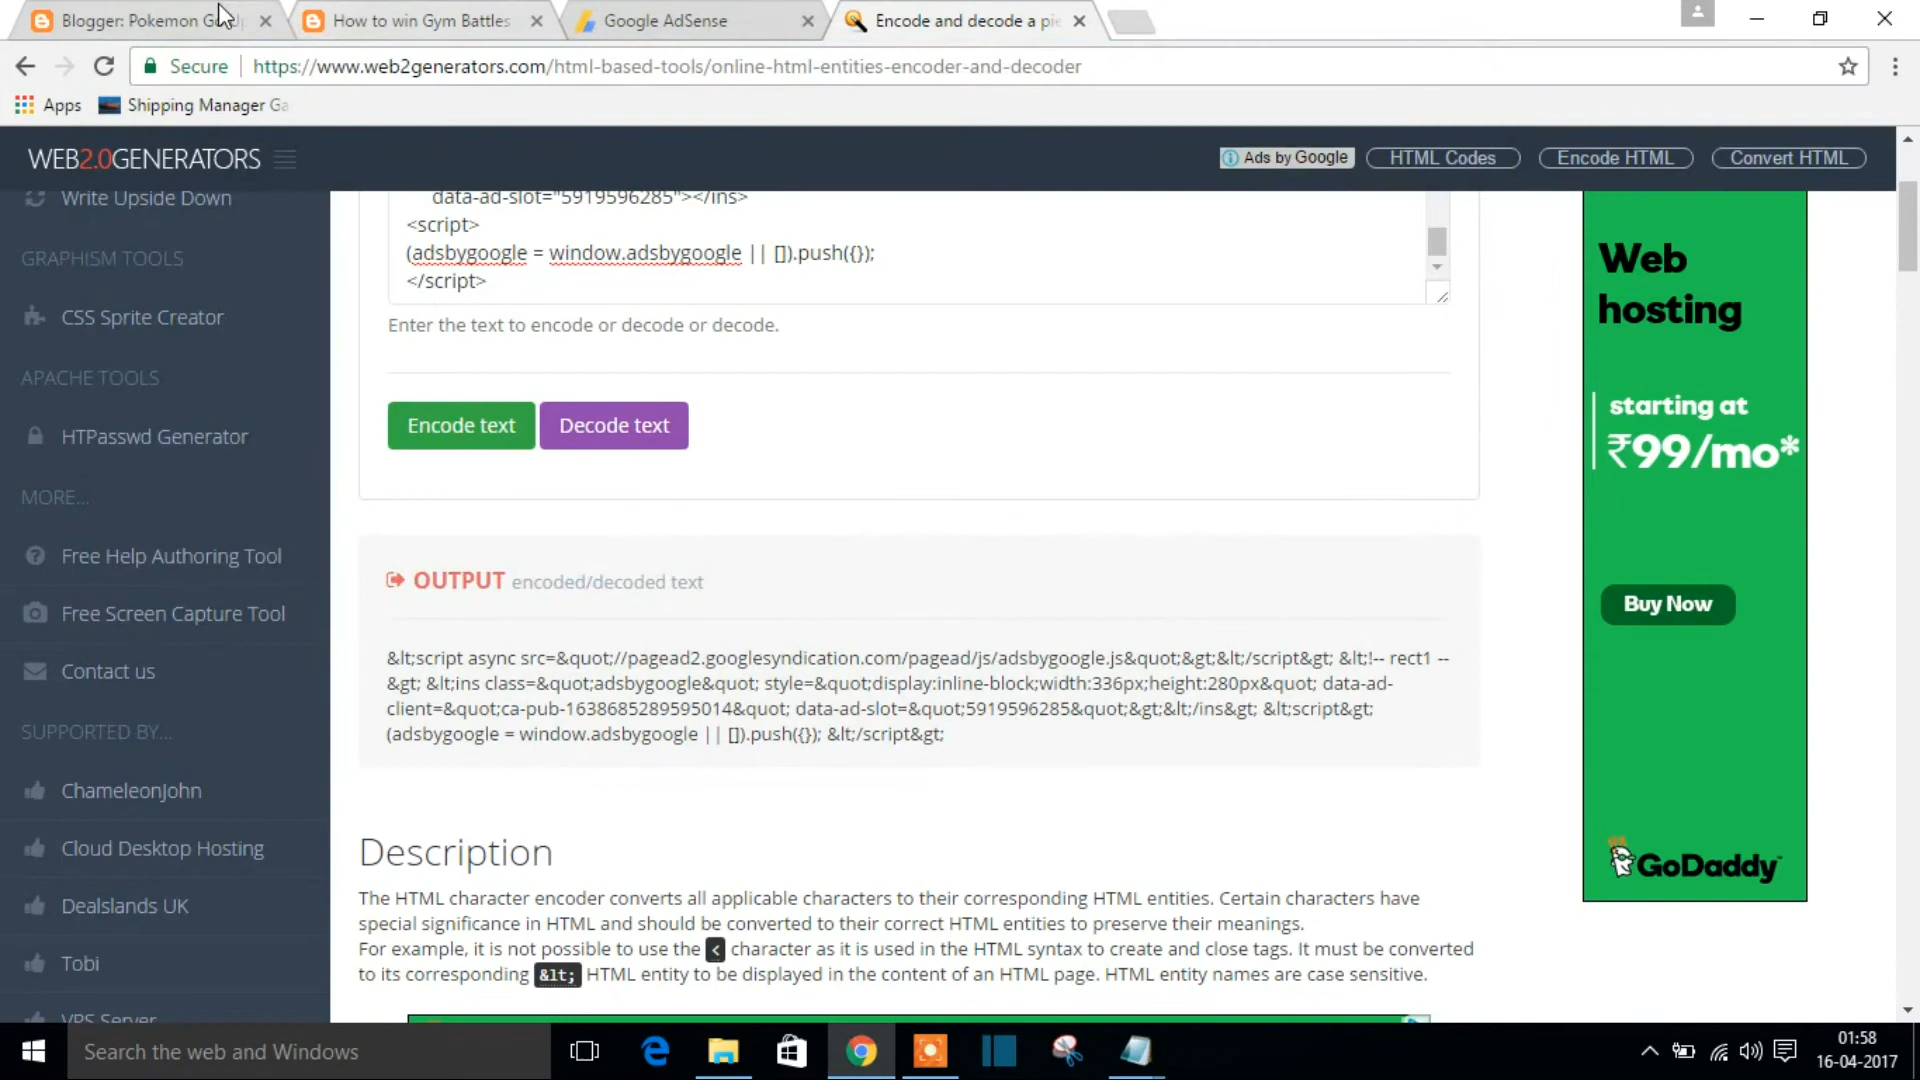 Blogger: Pokemon Go
How to win Gym Battles
Google AdSense
Encode and decode a pie
Secure
https://www.web2generators.com/html-based-tools/online-html-entities-encoder-and-decoder
Apps
Shipping Manager Ga
WEB2.0GENERATORS
Ads by Google
HTML Codes
Encode HTML
Convert HTML
Write Upside Down
GRAPHISM TOOLS
CSS Sprite Creator
APACHE TOOLS
HTPasswd Generator
MORE...
Free Help Authoring Tool
Free Screen Capture Tool
Contact us
SUPPORTED BY...
ChameleonJohn
Cloud Desktop Hosting
Dealslands UK
Tobi
VPS Server
data-ad-slot="5919596285"></ins>
<script>
(adsbygoogle = window.adsbygoogle || []).push({});
</script>
Enter the text to encode or decode or decode.
Encode text
Decode text
OUTPUT encoded/decoded text
&lt;script async src=&quot;//pagead2.googlesyndication.com/pagead/js/adsbygoogle.js&quot;&gt;&lt;/script&gt; &lt;!-- rect1 --
&gt; &lt;ins class=&quot;adsbygoogle&quot; style=&quot;display:inline-block;width:336px;height:280px&quot; data-ad-
client=&quot;ca-pub-1638685289595014&quot; data-ad-slot=&quot;5919596285&quot;&gt;&lt;/ins&gt; &lt;script&gt;
(adsbygoogle = window.adsbygoogle || []).push({}); &lt;/script&gt;
Description
The HTML character encoder converts all applicable characters to their corresponding HTML entities. Certain characters have
special significance in HTML and should be converted to their correct HTML entities to preserve their meanings.
For example, it is not possible to use the < character as it is used in the HTML syntax to create and close tags. It must be converted
to its corresponding &lt; HTML entity to be displayed in the content of an HTML page. HTML entity names are case sensitive.
Web
hosting
starting at
₹99/mo*
Buy Now
GoDaddy
Search the web and Windows
01:58
16-04-2017